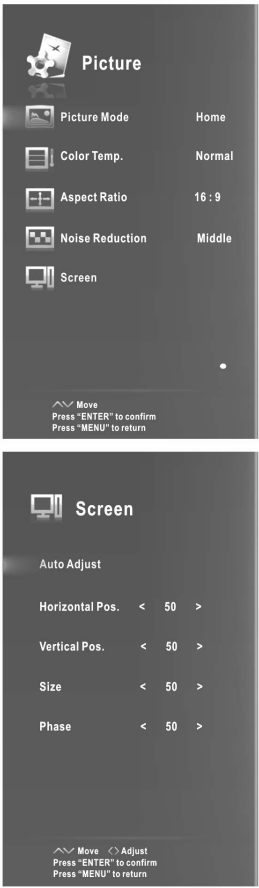 Picture
Picture Mode Home
Color Temp. Normal
Aspect Ratio 16 : 9
Noise Reduction Middle
Screen
Move
Press “ENTER” to confirm
Press “MENU” to return
Screen
Auto Adjust
Horizontal Pos. < 50 >
Vertical Pos. < 50 >
Size < 50 >
Phase < 50 >
Move <> Adjust
Press “ENTER” to confirm
Press “MENU” to return